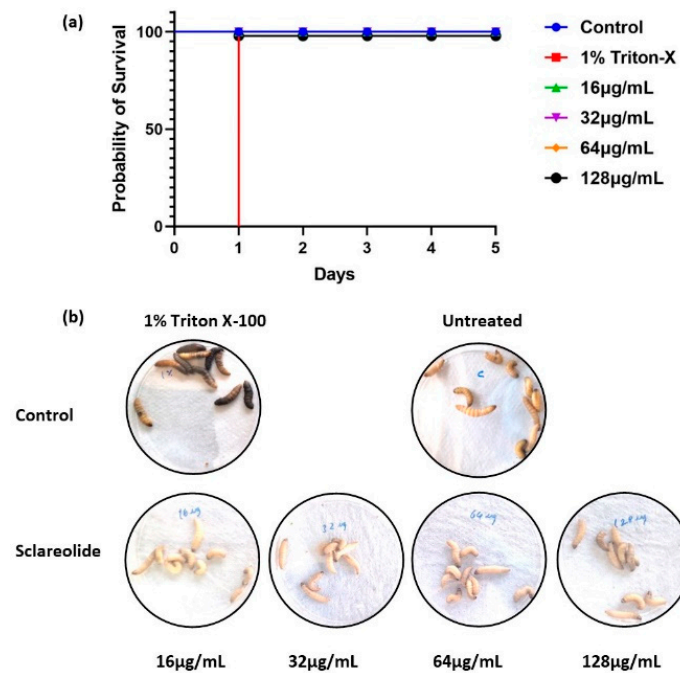 (a)
100
50
0
Probability of Survival
0 1 2 3 4 5
Days
Control
1% Triton-X
16µg/mL
32µg/mL
64µg/mL
128µg/mL
(b)
1% Triton X-100 Untreated
Control
1% C
Sclareolide
16 µg 32 µg 64 µg 128 µg
16µg/mL 32µg/mL 64µg/mL 128µg/mL